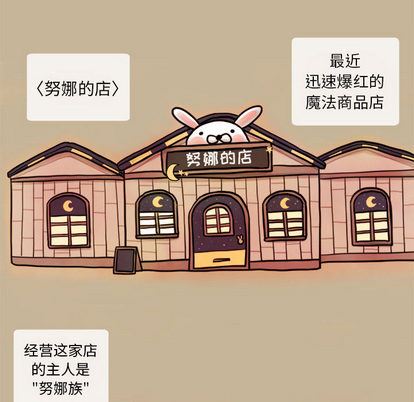 〈努娜的店〉
最近
迅速爆红的
魔法商品店
努娜的店
经营这家店
的主人是
"努娜族"